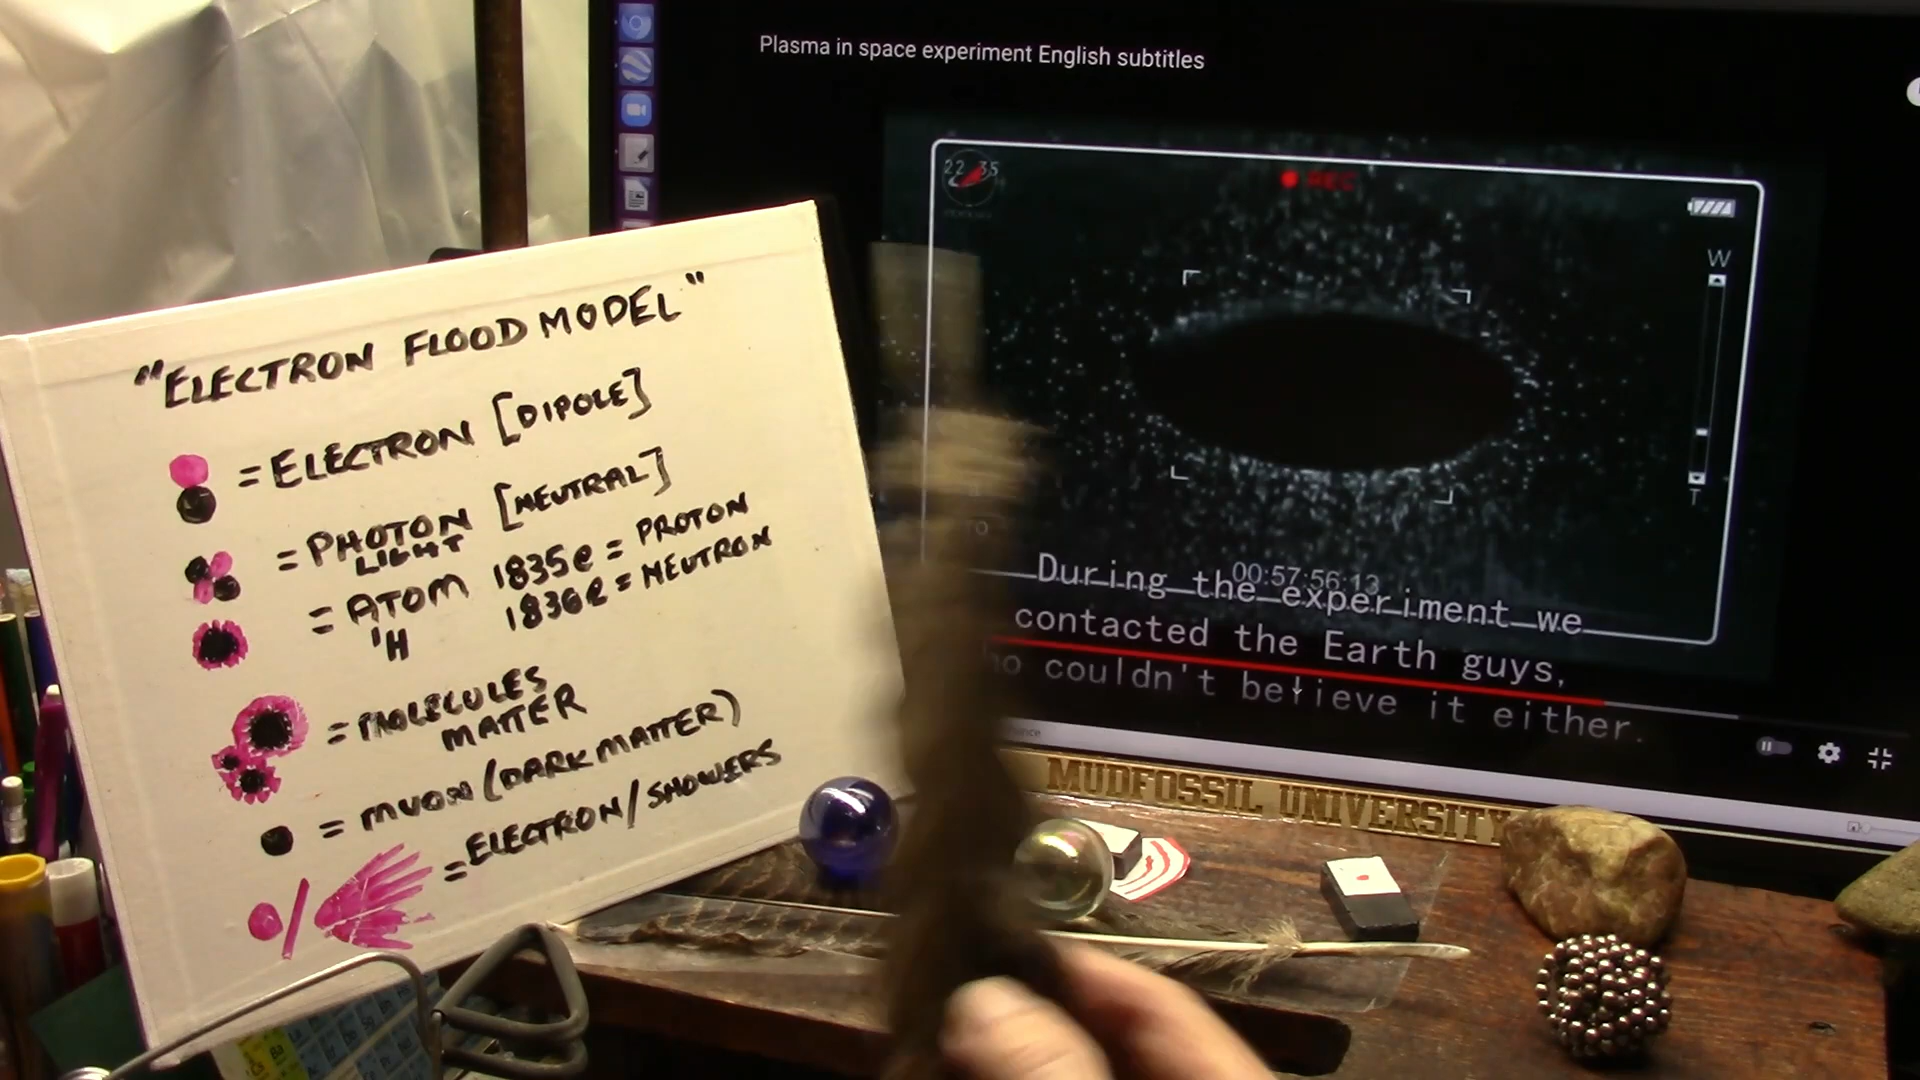 "ELECTRON FLOOD MODEL"
= ELECTRON [DIPOLE]
= PHOTON [NEUTRAL]
LIGHT
= ATOM 1835e = PROTON
1H 1836e = NEUTRON
= MOLECULES
MATTER
= MUON (DARK MATTER)
= ELECTRON/SHOWERS
Plasma in space experiment English subtitles
22 35
REC
W
T
00:57:56:13
During the experiment we
contacted the Earth guys,
couldn't believe it either.
MUDFOSSIL UNIVERSITY